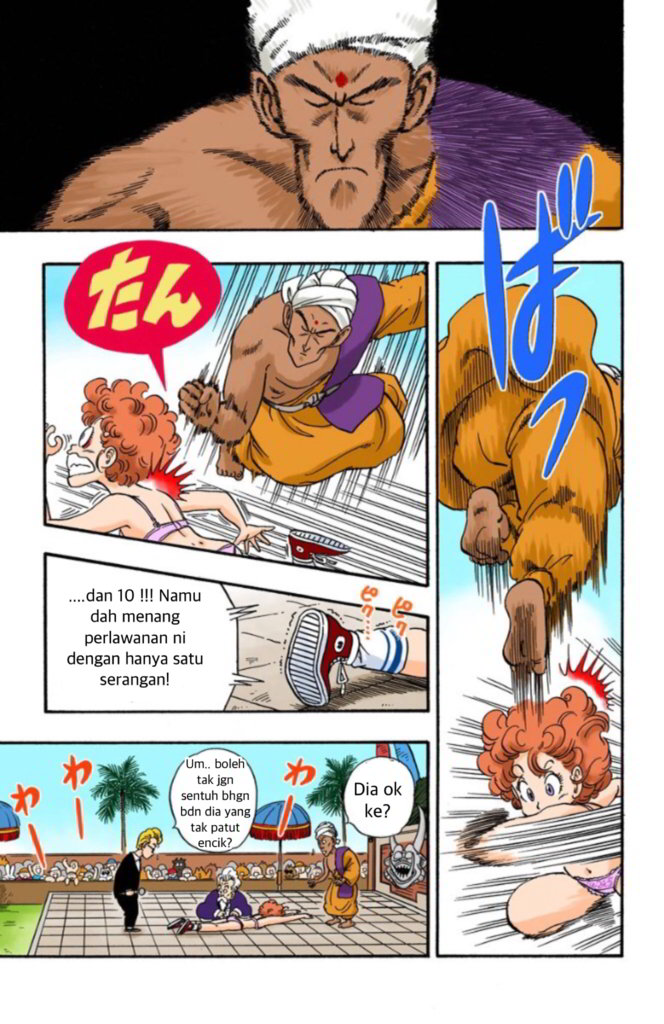 ばっ
たん
....dan 10 !!! Namu
dah menang
perlawanan ni
dengan hanya satu
serangan!
ピク...
ピク
わー
わー
Um.. boleh
tak jgn
sentuh bhgn
bdn dia yang
tak patut
encik?
わー
Dia ok
ke?